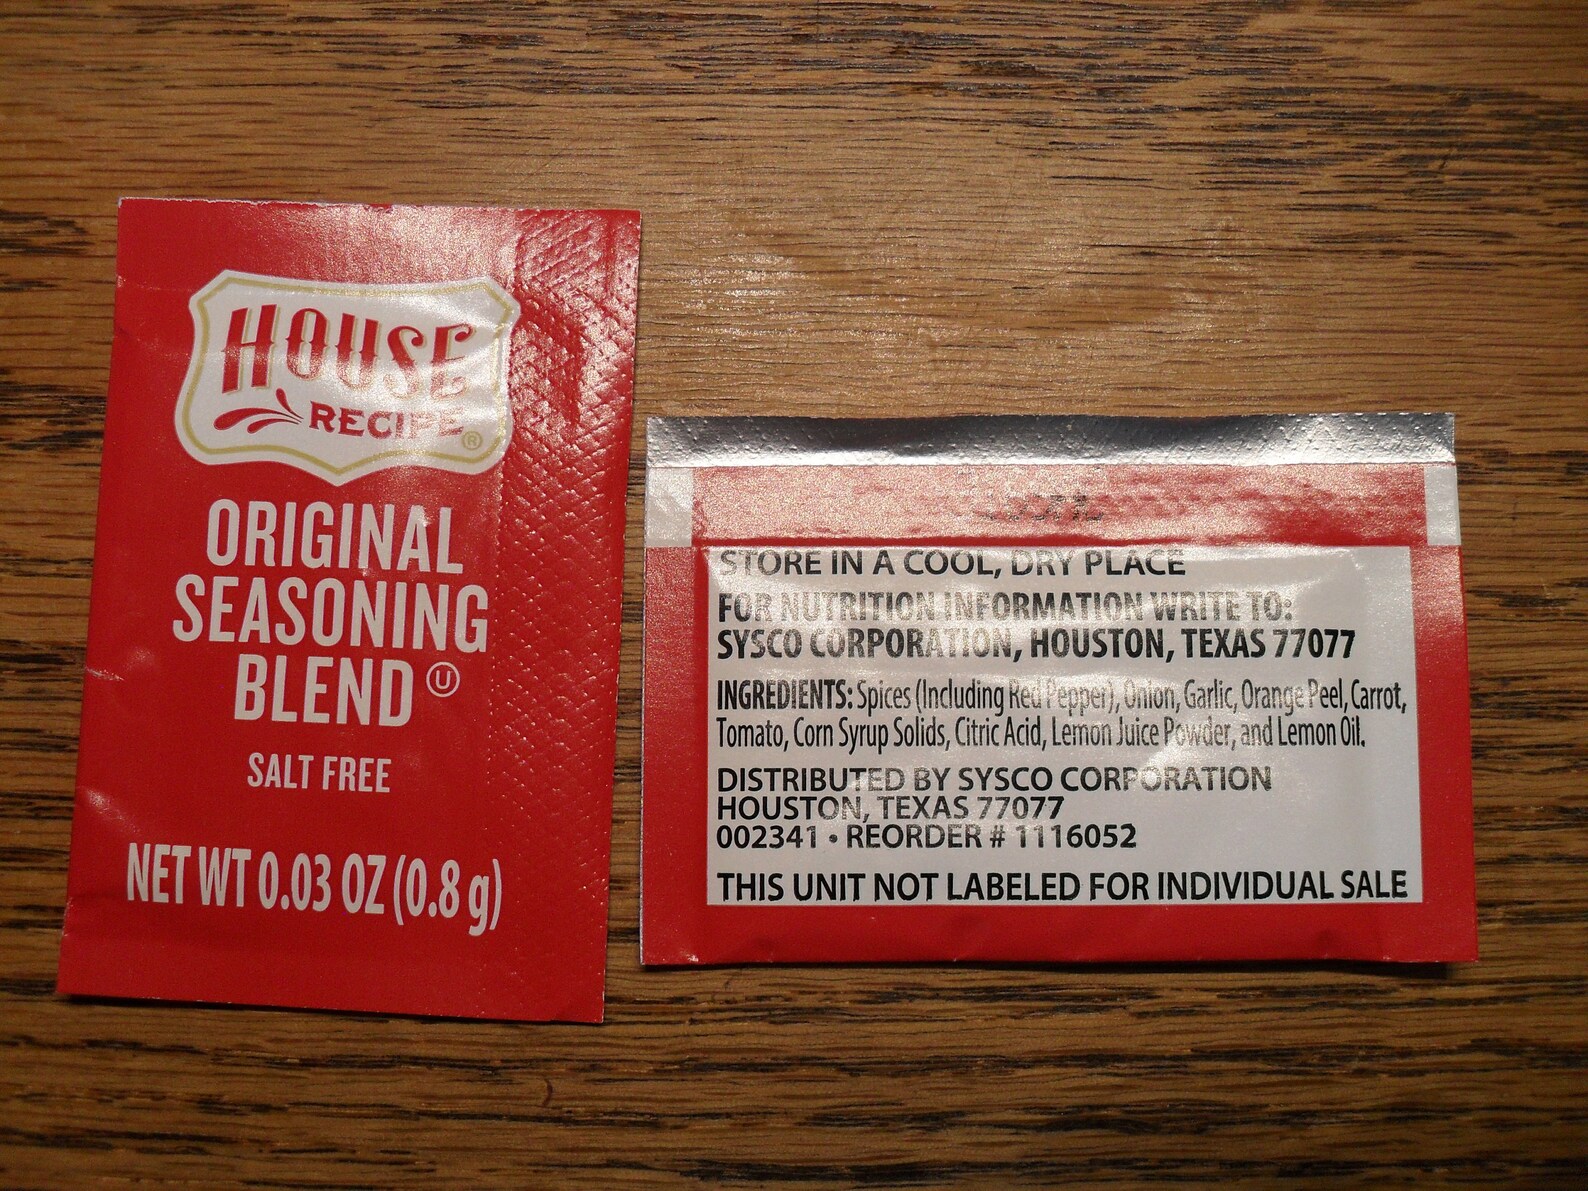 HOUSE
RECIPE®
ORIGINAL
SEASONING
BLEND Ⓤ
SALT FREE
NET WT 0.03 OZ (0.8 g)
STORE IN A COOL, DRY PLACE
FOR NUTRITION INFORMATION WRITE TO:
SYSCO CORPORATION, HOUSTON, TEXAS 77077
INGREDIENTS: Spices (Including Red Pepper), Onion, Garlic, Orange Peel, Carrot,
Tomato, Corn Syrup Solids, Citric Acid, Lemon Juice Powder, and Lemon Oil.
DISTRIBUTED BY SYSCO CORPORATION
HOUSTON, TEXAS 77077
002341 • REORDER # 1116052
THIS UNIT NOT LABELED FOR INDIVIDUAL SALE